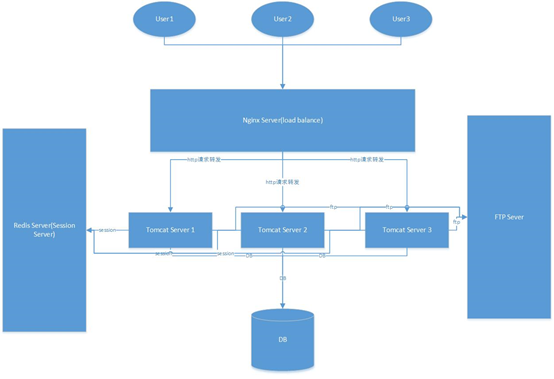 User1
User2
User3
Nginx Server(load balance)
http请求转发
http请求转发
http请求转发
Redis Server(Session
Server)
FTP Sever
ftp
ftp
ftp
session
Tomcat Server 1
Tomcat Server 2
Tomcat Server 3
session
session
DB
DB
DB
DB